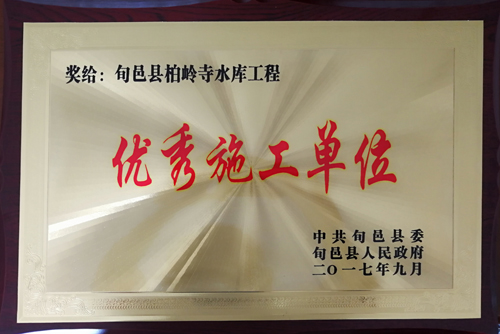 奖给：旬邑县柏岭寺水库工程
优秀施工单位
中共旬邑县委
旬邑县人民政府
二〇一七年九月